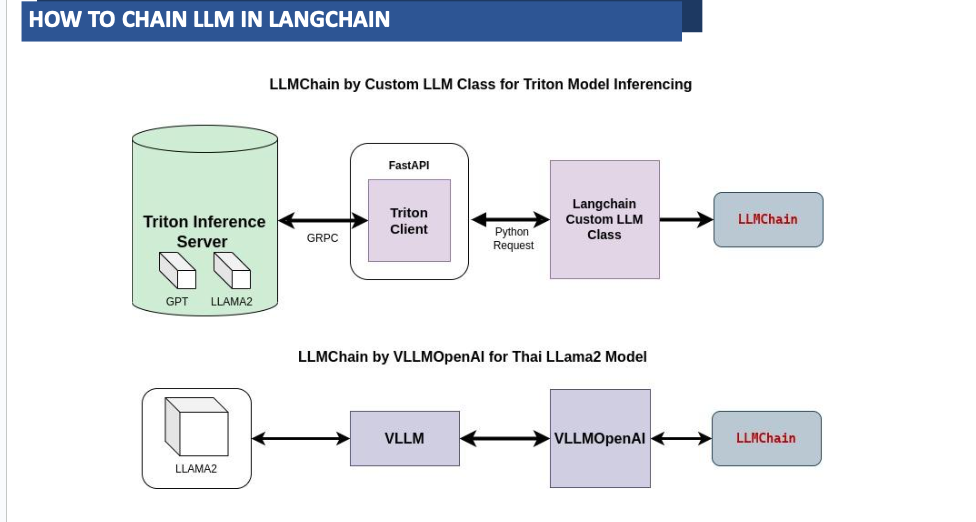 HOW TO CHAIN LLM IN LANGCHAIN
LLMChain by Custom LLM Class for Triton Model Inferencing
Triton Inference
Server
GPT
LLAMA2
GRPC
FastAPI
Triton
Client
Python
Request
Langchain
Custom LLM
Class
LLMChain
LLMChain by VLLMOpenAI for Thai LLama2 Model
LLAMA2
VLLM
VLLMOpenAI
LLMChain